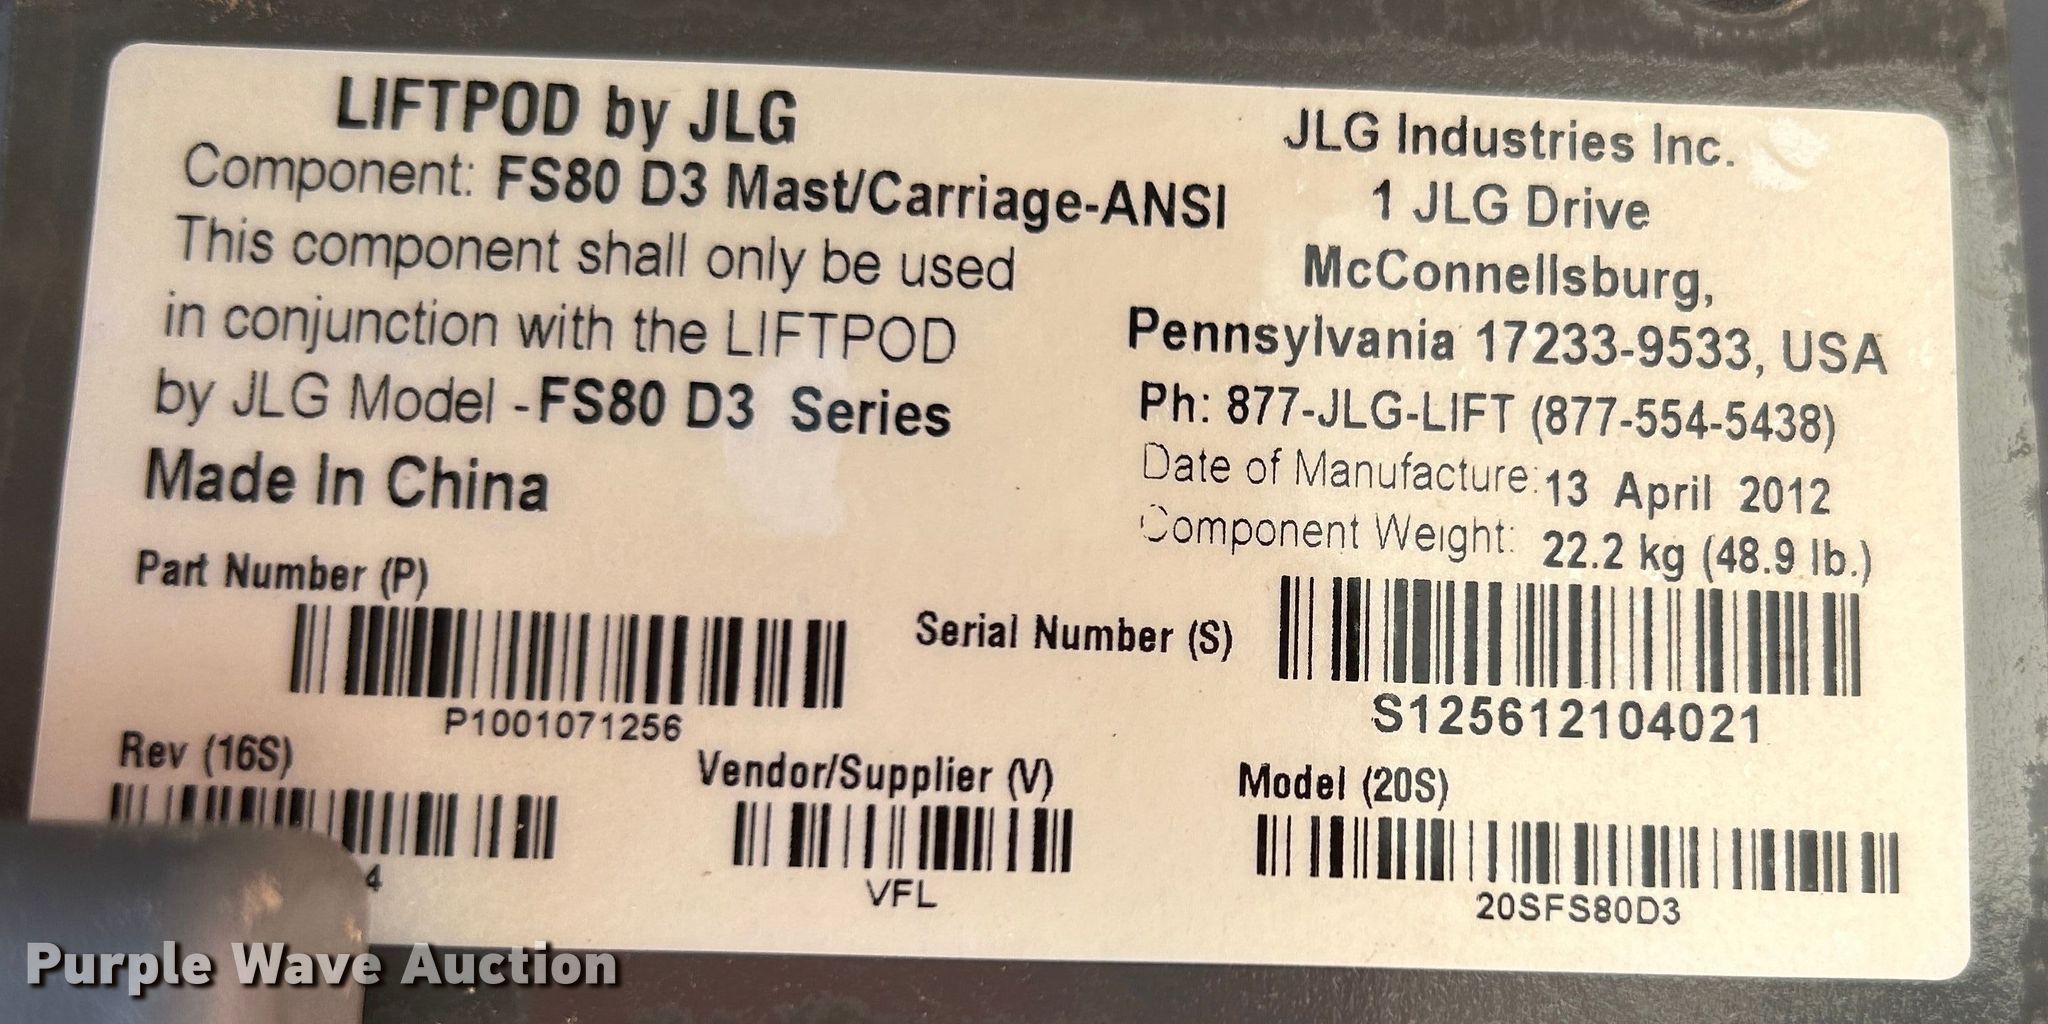 LIFTPOD by JLG
Component: FS80 D3 Mast/Carriage-ANSI
This component shall only be used
in conjunction with the LIFTPOD
by JLG Model -FS80 D3 Series
Made In China
JLG Industries Inc.
1 JLG Drive
McConnellsburg,
Pennsylvania 17233-9533, USA
Ph: 877-JLG-LIFT (877-554-5438)
Date of Manufacture: 13 April 2012
Component Weight: 22.2 kg (48.9 lb.)
Part Number (P)
P1001071256
Serial Number (S)
S125612104021
Rev (16S)
4
Vendor/Supplier (V)
VFL
Model (20S)
20SFS80D3
Purple Wave Auction